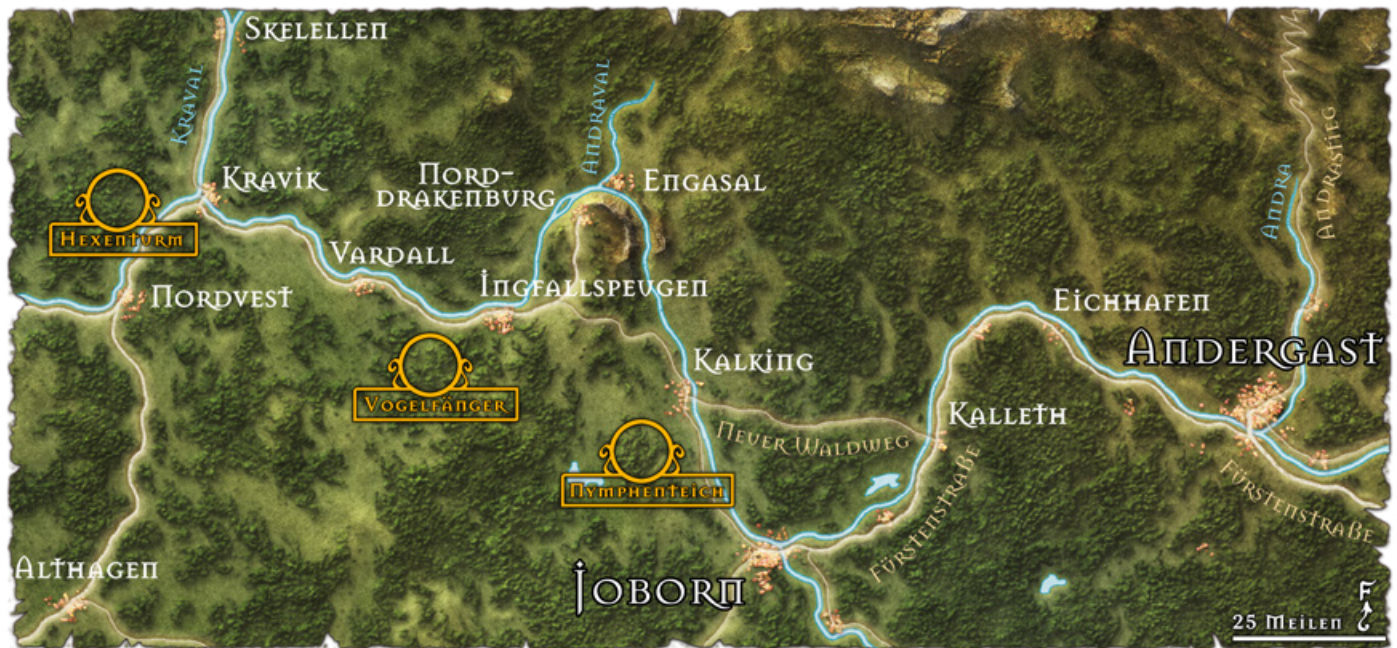 Skelellen
Kraval
Andraval
Kravik
Nord-
drakenburg
Engasal
Andra
Andrastieg
Hexenturm
Vardall
Nordvest
Ingfallspeugen
Eichhafen
Andergast
Kalking
Vogelfänger
Kalleth
Neuer Waldweg
Nymphenteich
Fürstenstraße
Fürstenstraße
Althagen
Joborn
F
25 Meilen